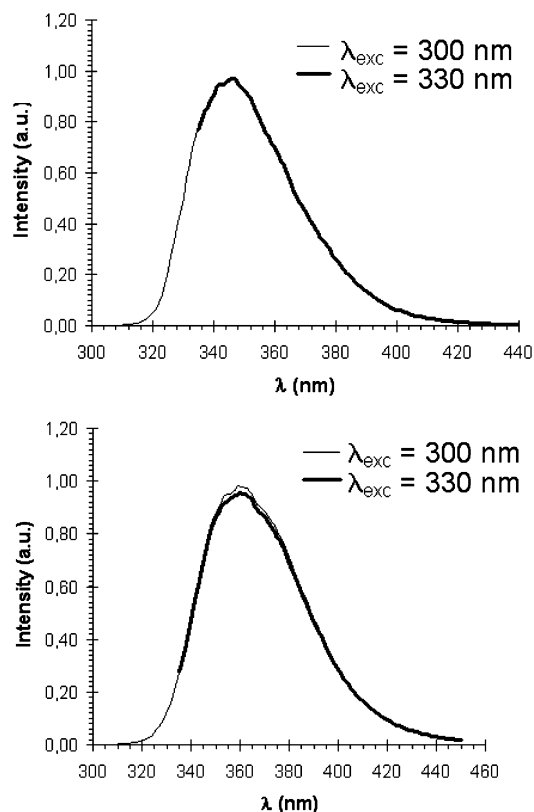 λexc = 300 nm
λexc = 330 nm
Intensity (a.u.)
1,20
1,00
0,80
0,60
0,40
0,20
0,00
300 320 340 360 380 400 420 440
λ (nm)
λexc = 300 nm
λexc = 330 nm
Intensity (a.u.)
1,20
1,00
0,80
0,60
0,40
0,20
0,00
300 320 340 360 380 400 420 440 460
λ (nm)